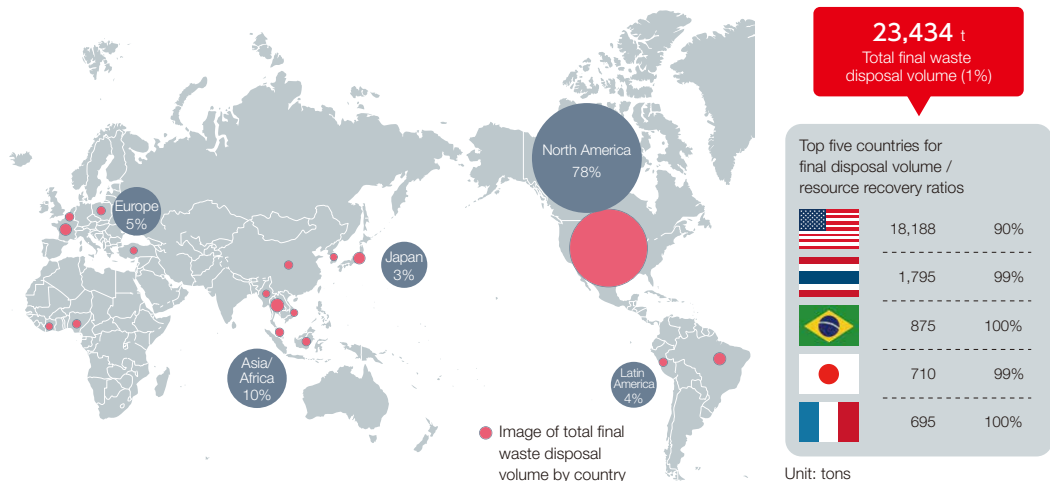 23,434 t
Total final waste
disposal volume (1%)
North America
78%
Europe
5%
Japan
3%
Asia/
Africa
10%
Latin
America
4%
Image of total final
waste disposal
volume by country
Top five countries for
final disposal volume /
resource recovery ratios
18,188 90%
1,795 99%
875 100%
710 99%
695 100%
Unit: tons